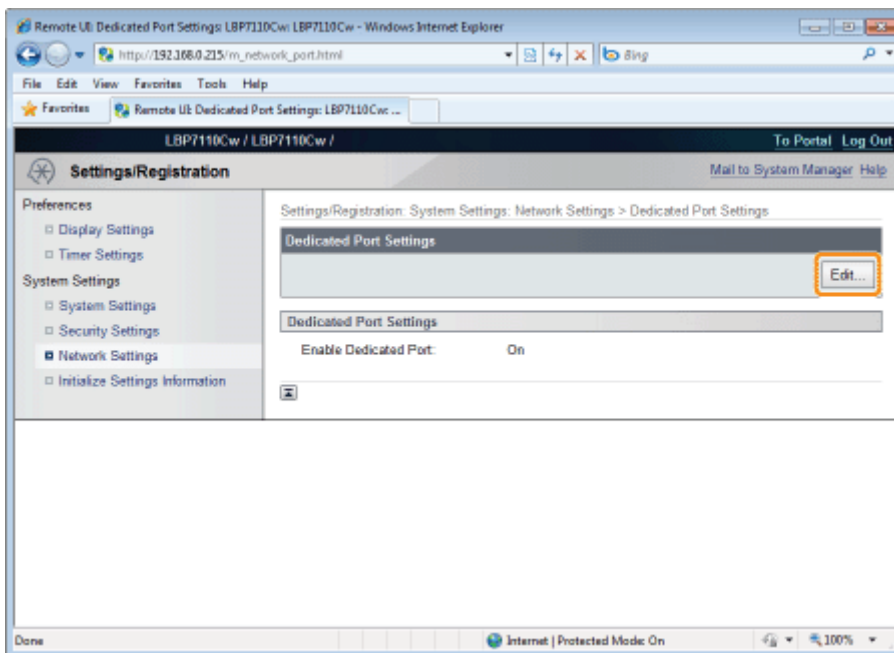 Remote UI: Dedicated Port Settings: LBP7110Cw: LBP7110Cw - Windows Internet Explorer
http://192.168.0.215/m_network_port.html
Bing
File Edit View Favorites Tools Help
Favorites
Remote UI: Dedicated Port Settings: LBP7110Cw: ...
LBP7110Cw / LBP7110Cw /
To Portal Log Out
Settings/Registration
Mail to System Manager Help
Preferences
Display Settings
Timer Settings
System Settings
System Settings
Security Settings
Network Settings
Initialize Settings Information
Settings/Registration: System Settings: Network Settings > Dedicated Port Settings
Dedicated Port Settings
Edit...
Dedicated Port Settings
Enable Dedicated Port: On
Done
Internet | Protected Mode: On
100%